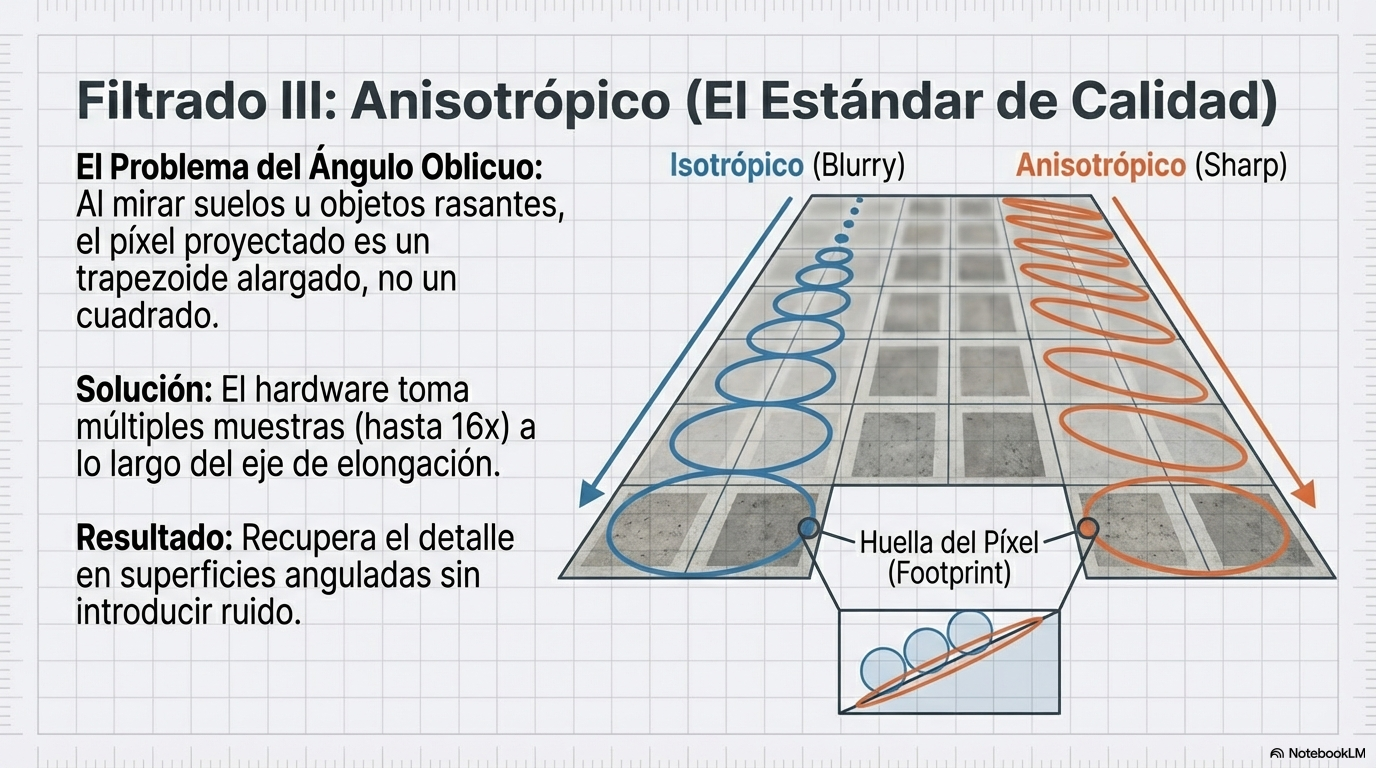 Filtrado III: Anisotrópico (El Estándar de Calidad)
El Problema del Ángulo Oblicuo:
Al mirar suelos u objetos rasantes,
el píxel proyectado es un
trapezoide alargado, no un
cuadrado.
Solución: El hardware toma
múltiples muestras (hasta 16x) a
lo largo del eje de elongación.
Resultado: Recupera el detalle
en superficies anguladas sin
introducir ruido.
Isotrópico (Blurry)
Anisotrópico (Sharp)
Huella del Píxel
(Footprint)
NotebookLM